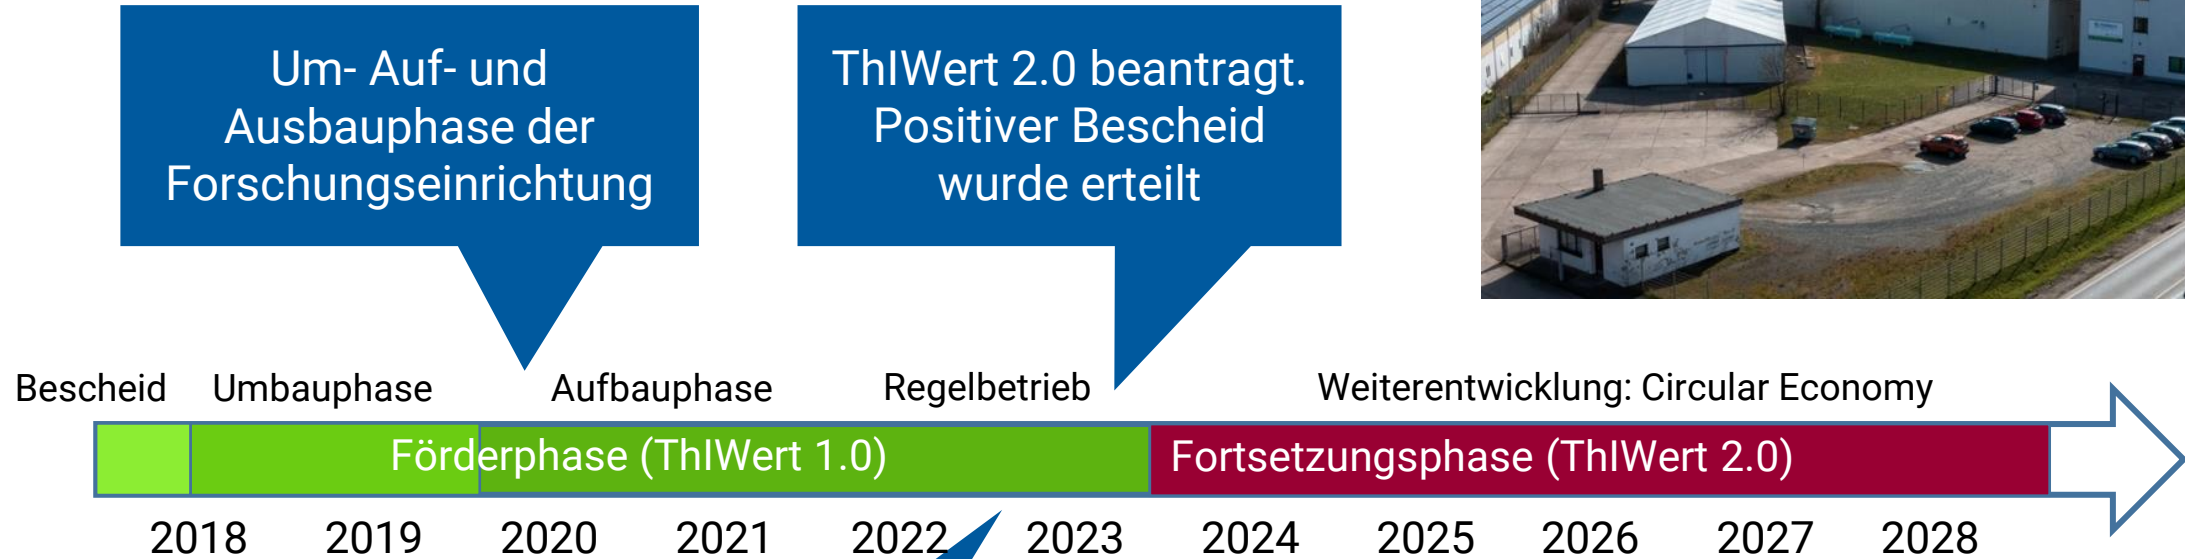 Um- Auf- und
Ausbauphase der
Forschungseinrichtung
ThIWert 2.0 beantragt.
Positiver Bescheid
wurde erteilt
Bescheid Umbauphase Aufbauphase Regelbetrieb Weiterentwicklung: Circular Economy
Förderphase (ThIWert 1.0) Fortsetzungsphase (ThIWert 2.0)
2018 2019 2020 2021 2022 2023 2024 2025 2026 2027 2028